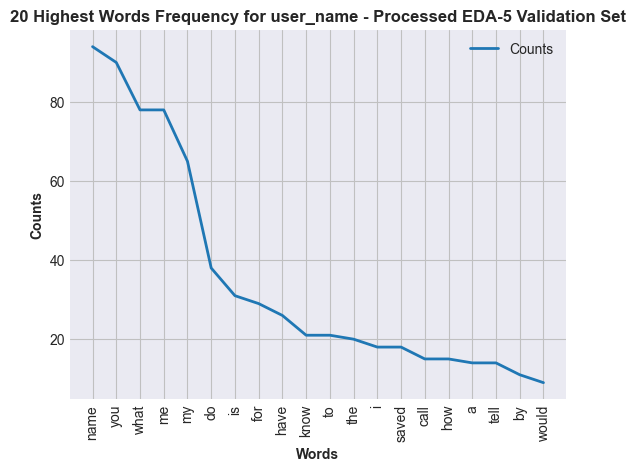 20 Highest Words Frequency for user_name - Processed EDA-5 Validation Set
Counts
Counts
80
60
40
20
name
you
what
me
my
do
is
for
have
know
to
the
i
saved
call
how
a
tell
by
would
Words